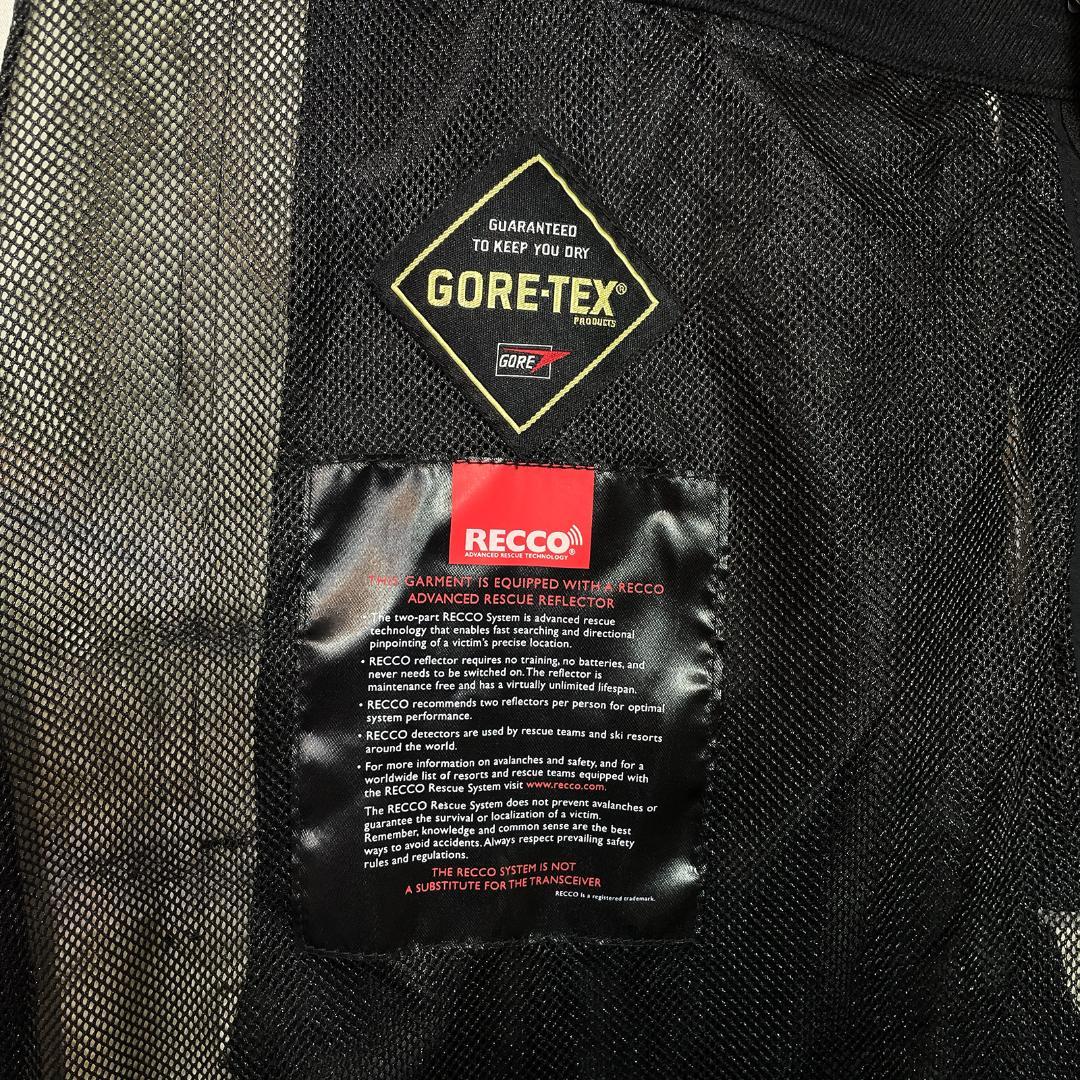 GUARANTEED
TO KEEP YOU DRY
GORE-TEX®
PRODUCTS
GORE
RECCO®
ADVANCED RESCUE TECHNOLOGY
THIS GARMENT IS EQUIPPED WITH A RECCO
ADVANCED RESCUE REFLECTOR
• The two-part RECCO System is advanced rescue
technology that enables fast searching and directional
pinpointing of a victim's precise location.
• RECCO reflector requires no training, no batteries, and
never needs to be switched on. The reflector is
maintenance free and has a virtually unlimited lifespan.
• RECCO recommends two reflectors per person for optimal
system performance.
• RECCO detectors are used by rescue teams and ski resorts
around the world.
• For more information on avalanches and safety, and for a
worldwide list of resorts and rescue teams equipped with
the RECCO Rescue System visit www.recco.com.
The RECCO Rescue System does not prevent avalanches or
guarantee the survival or localization of a victim.
Remember, knowledge and common sense are the best
ways to avoid accidents. Always respect prevailing safety
rules and regulations.
THE RECCO SYSTEM IS NOT
A SUBSTITUTE FOR THE TRANSCEIVER
RECCO is a registered trademark.